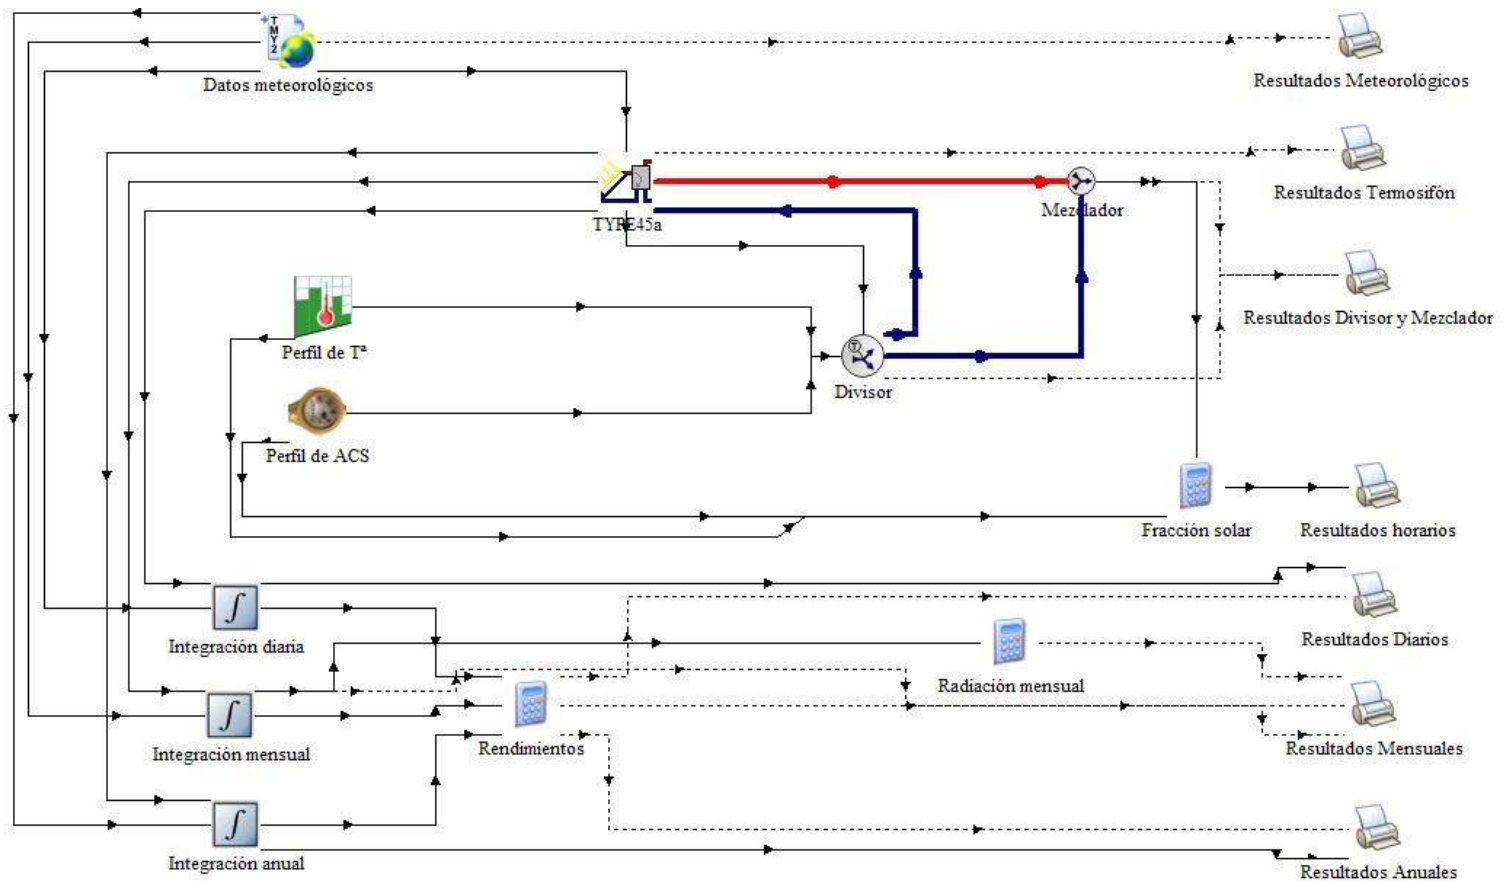 TMY2
Datos meteorológicos
Resultados Meteorológicos
Resultados Termosifón
TYPE45a
Mezclador
Resultados Divisor y Mezclador
Perfil de Tª
T
Divisor
Perfil de ACS
Fracción solar
Resultados horarios
Integración diaria
Resultados Diarios
Radiación mensual
Integración mensual
Rendimientos
Resultados Mensuales
Integración anual
Resultados Anuales